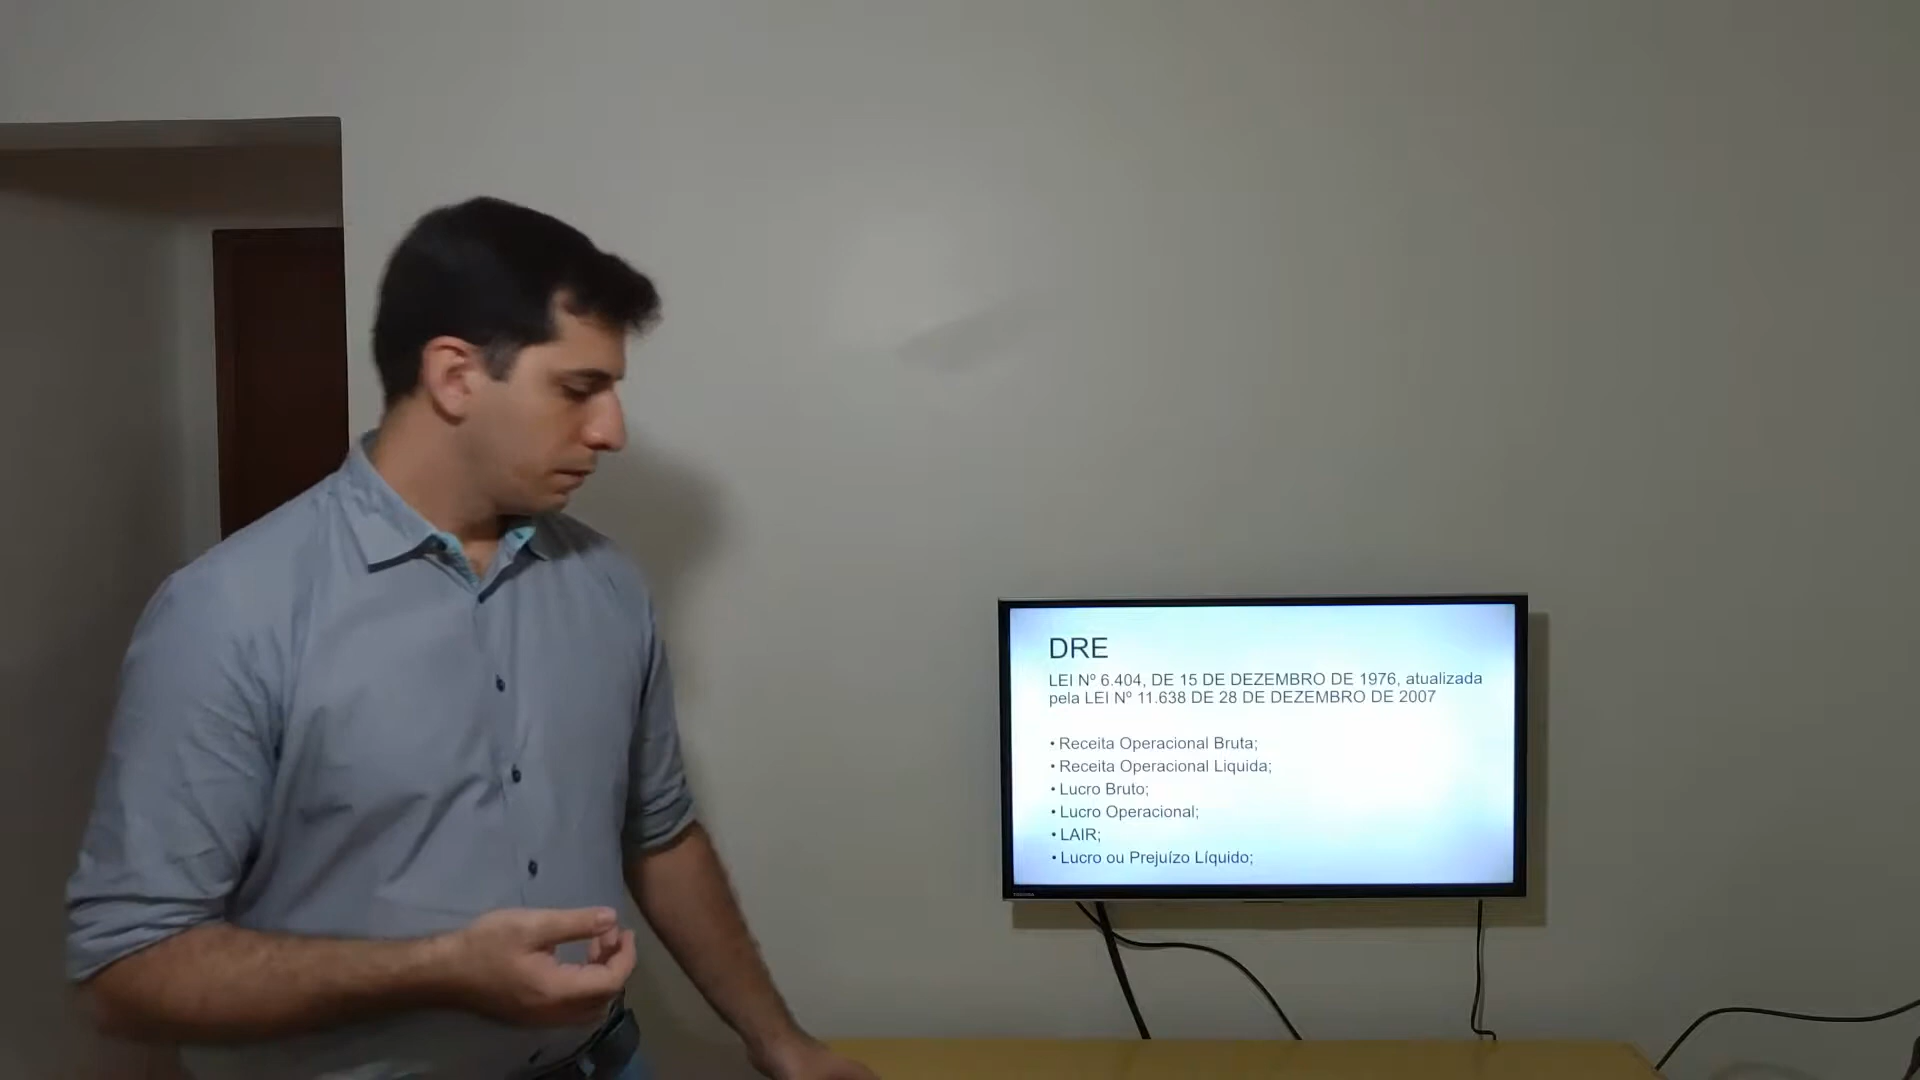 DRE
LEI Nº 6.404, DE 15 DE DEZEMBRO DE 1976, atualizada
pela LEI Nº 11.638 DE 28 DE DEZEMBRO DE 2007
• Receita Operacional Bruta;
• Receita Operacional Liquida;
• Lucro Bruto;
• Lucro Operacional;
• LAIR;
• Lucro ou Prejuízo Líquido;